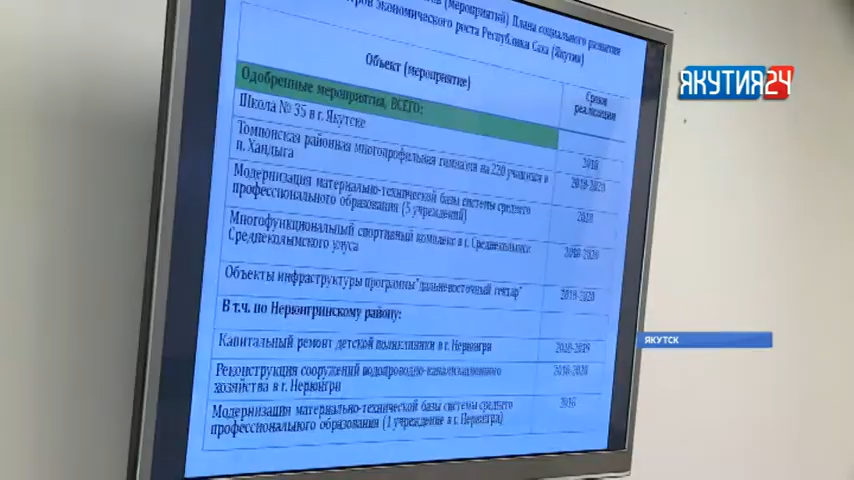 (мероприятий) Плана социального развития
экономического роста Республики Саха (Якутия)
Объект (мероприятие)
Сроки
реализации
Одобренные мероприятия, ВСЕГО:
Школа № 35 в г. Якутске
2018
Томпонская районная многопрофильная гимназия на 220 учащихся в
п. Хандыга
2018-2020
Модернизация материально-технической базы системы среднего
профессионального образования (5 учреждений)
2018
Многофункциональный спортивный комплекс в г. Среднеколымске
Среднеколымского улуса
2018-2020
Объекты инфраструктуры программы "дальневосточный гектар"
2018-2020
В т.ч. по Нерюнгринскому району:
Капитальный ремонт детской поликлиники в г. Нерюнгри
2018-2019
Реконструкция сооружений водопроводно-канализационного
хозяйства в г. Нерюнгри
2018-2020
Модернизация материально-технической базы системы среднего
профессионального образования (1 учреждение в г. Нерюнгри)
ЯКУТИЯ24
ЯКУТСК